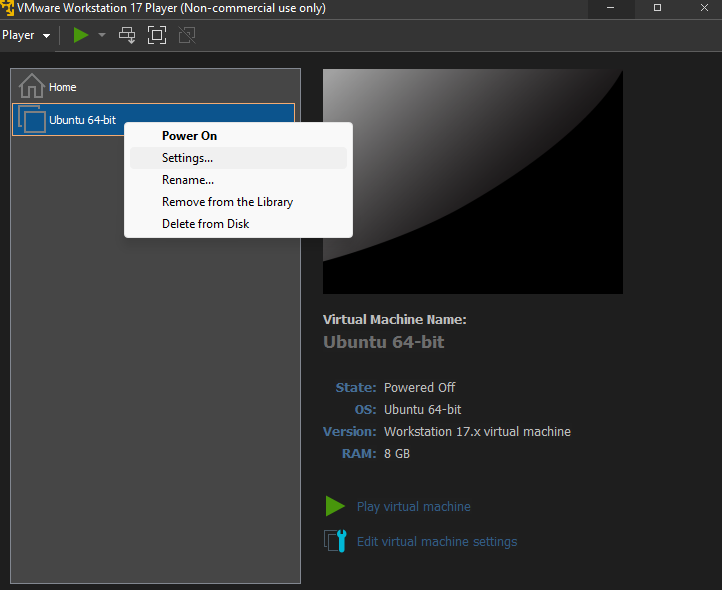 VMware Workstation 17 Player (Non-commercial use only)
Player
Home
Ubuntu 64-bit
Power On
Settings...
Rename...
Remove from the Library
Delete from Disk
Virtual Machine Name:
Ubuntu 64-bit
State: Powered Off
OS: Ubuntu 64-bit
Version: Workstation 17.x virtual machine
RAM: 8 GB
Play virtual machine
Edit virtual machine settings